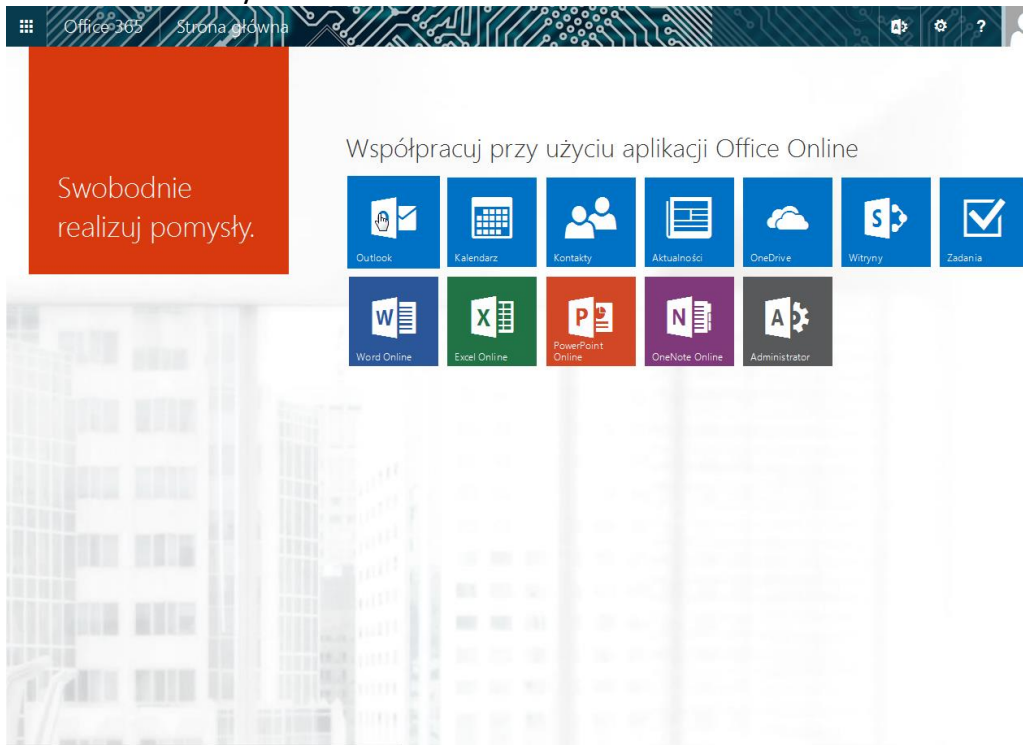 Office 365 Strona główna ?
Swobodnie
realizuj pomysły.
Współpracuj przy użyciu aplikacji Office Online
Outlook Kalendarz Kontakty Aktualności OneDrive Witryny Zadania
Word Online Excel Online PowerPoint Online OneNote Online Administrator